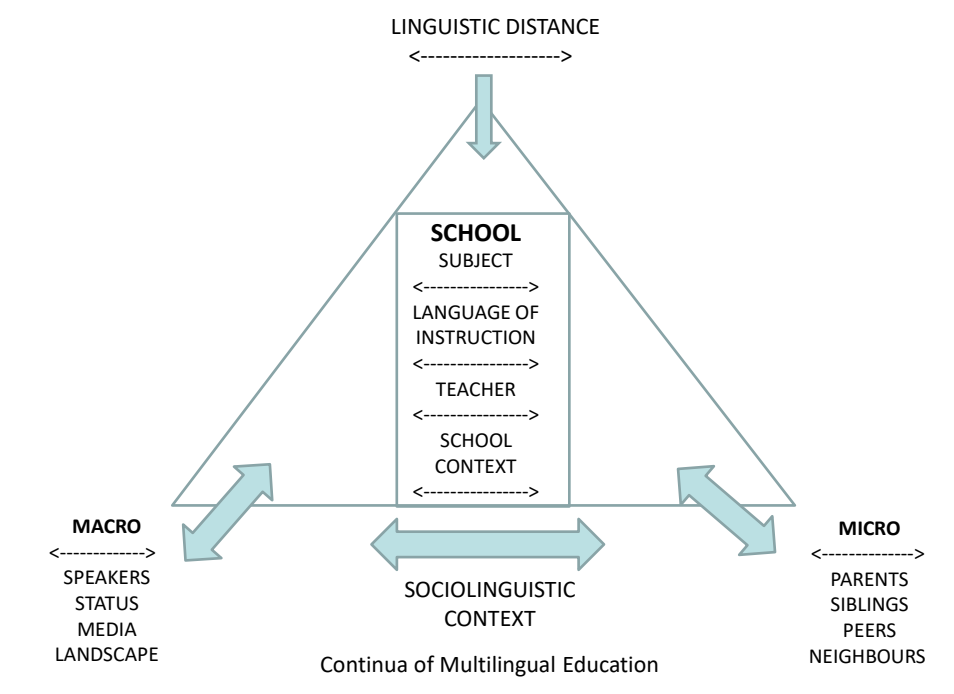 LINGUISTIC DISTANCE
<------------------->
SCHOOL
SUBJECT
<---------------->
LANGUAGE OF
INSTRUCTION
<---------------->
TEACHER
<---------------->
SCHOOL
CONTEXT
<---------------->
MACRO
<------------->
SPEAKERS
STATUS
MEDIA
LANDSCAPE
SOCIOLINGUISTIC
CONTEXT
MICRO
<-------------->
PARENTS
SIBLINGS
PEERS
NEIGHBOURS
Continua of Multilingual Education